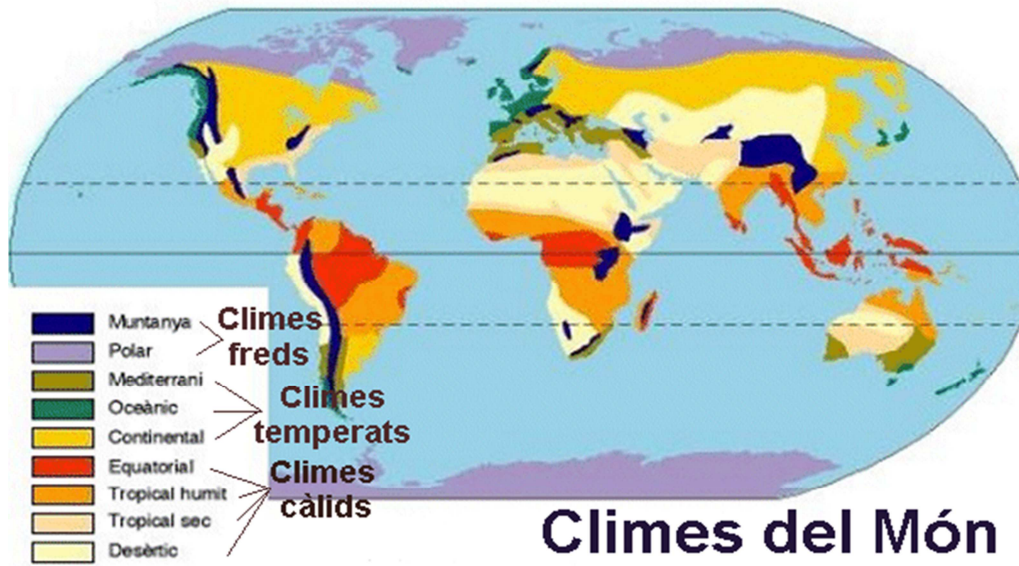 Muntanya
Polar
Climes
freds
Mediterrani
Oceànic
Continental
Climes
temperats
Equatorial
Tropical humit
Tropical sec
Desèrtic
Climes
càlids
Climes del Món